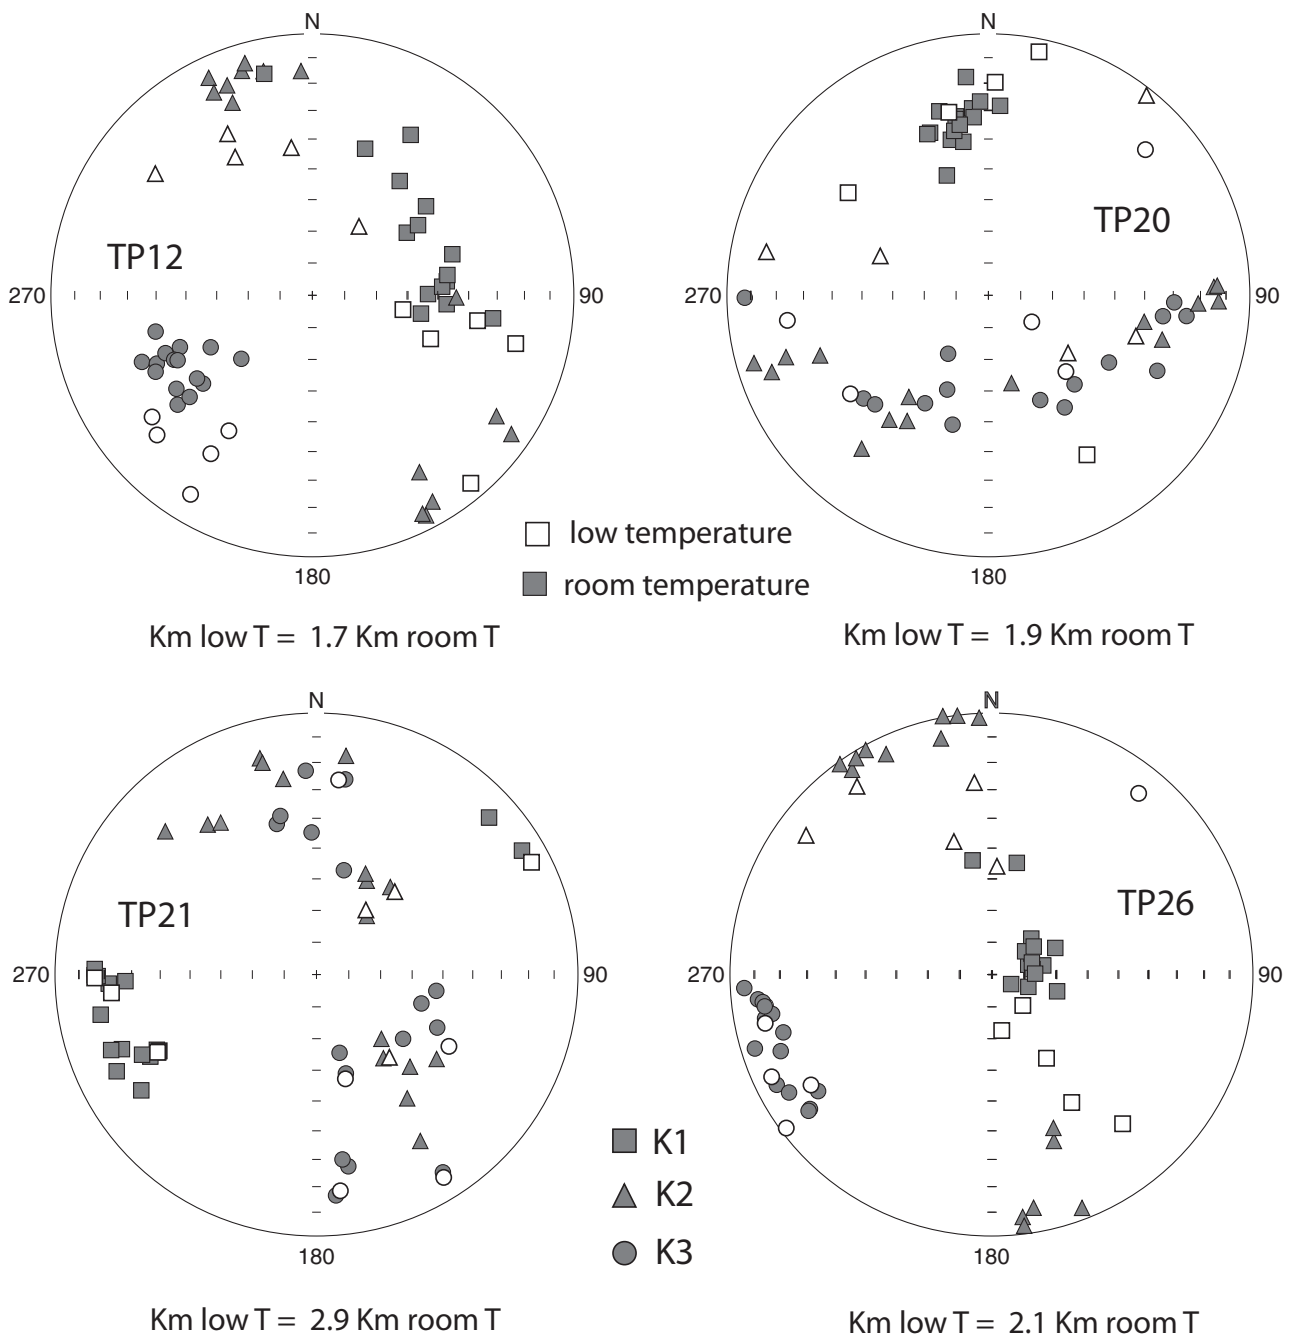 N
N
TP12
TP20
270
90
270
90
180
180
low temperature
room temperature
Km low T = 1.7 Km room T
Km low T = 1.9 Km room T
N
N
TP21
TP26
270
90
270
90
K1
K2
K3
180
180
Km low T = 2.9 Km room T
Km low T = 2.1 Km room T